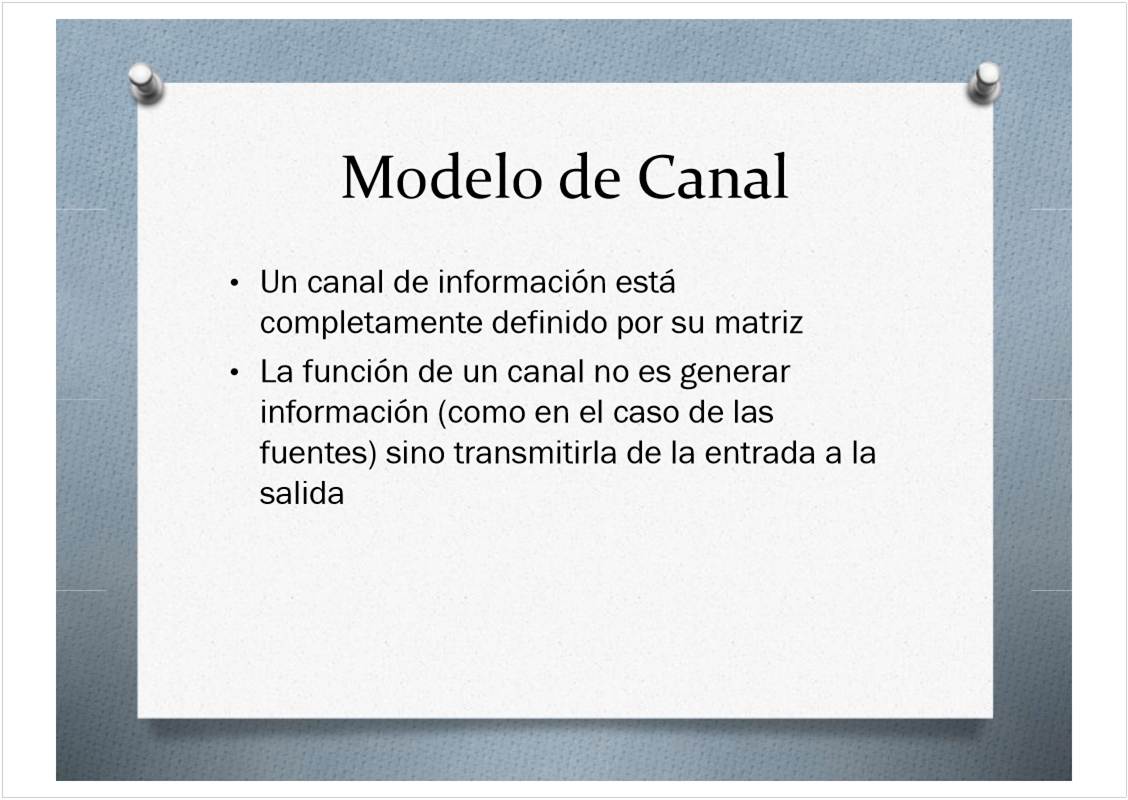 Modelo de Canal
• Un canal de información está
completamente definido por su matriz
• La función de un canal no es generar
información (como en el caso de las
fuentes) sino transmitirla de la entrada a la
salida